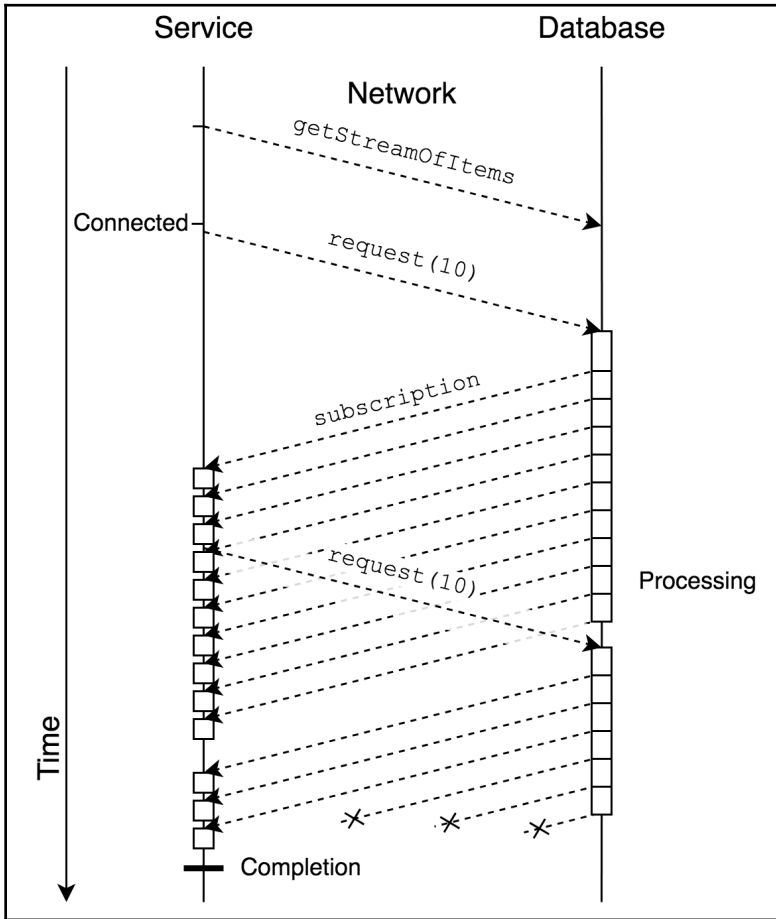 Service
Database
Network
getStreamOfItems
Connected
request(10)
subscription
request(10)
Processing
Time
Completion